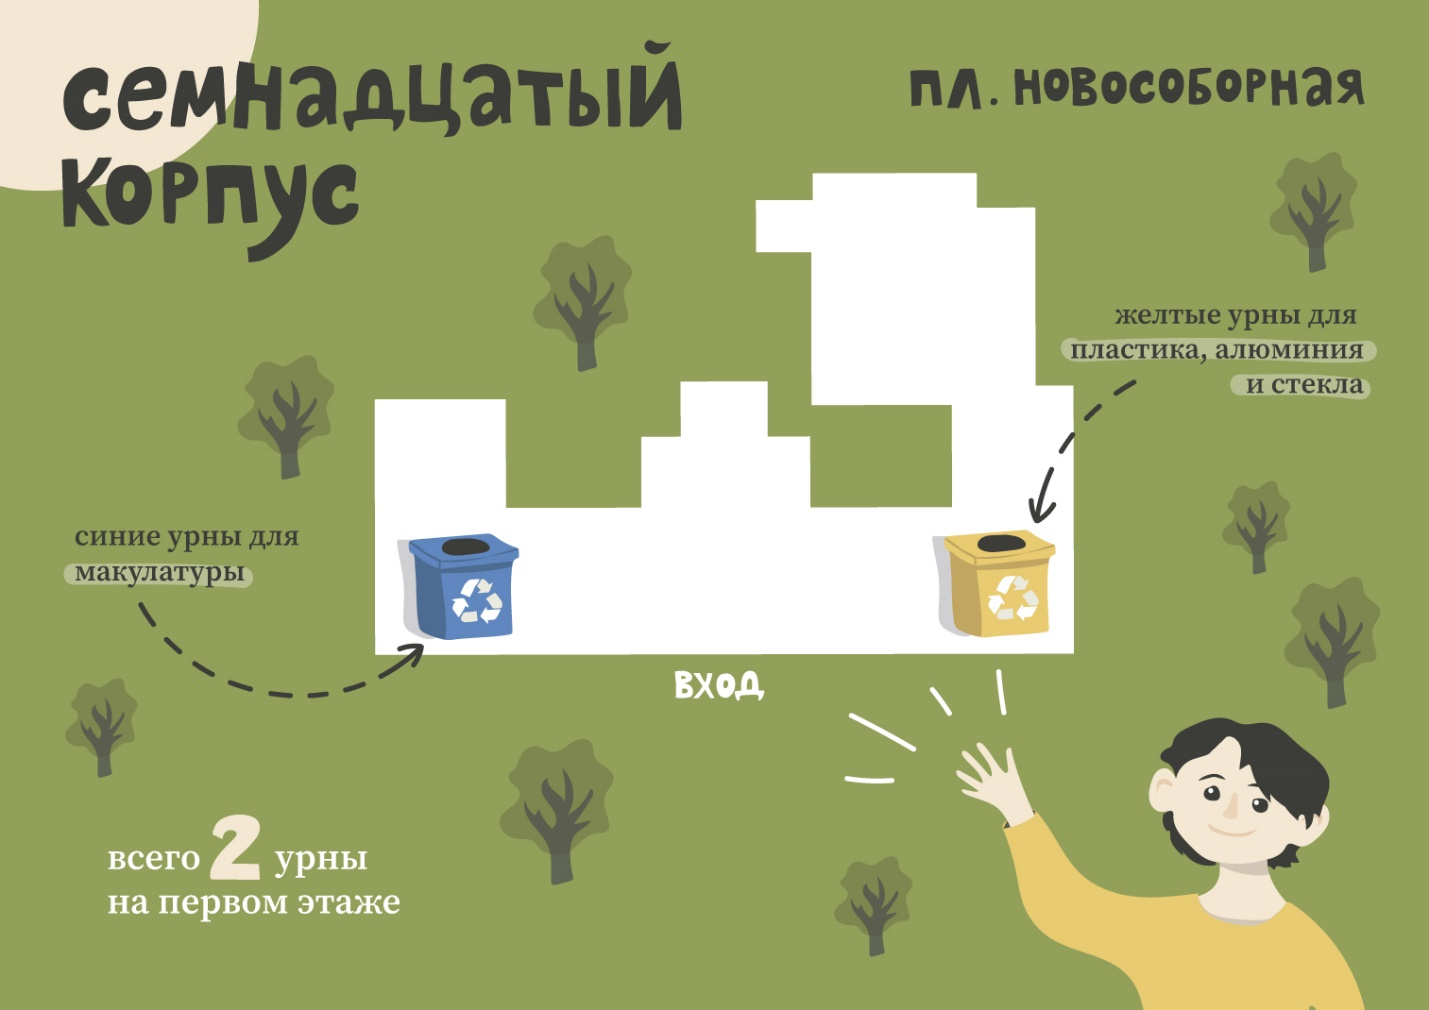 семнадцатый
корпус
пл. новособорная
желтые урны для
пластика, алюминия
и стекла
синие урны для
макулатуры
вход
всего 2 урны
на первом этаже